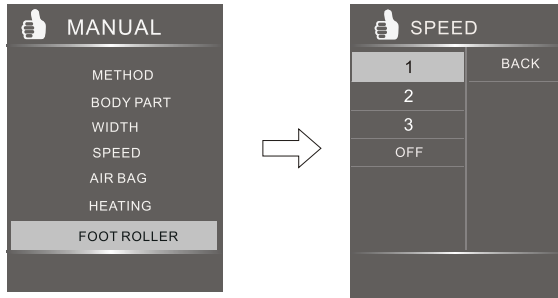 MANUAL
METHOD
BODY PART
WIDTH
SPEED
AIR BAG
HEATING
FOOT ROLLER
SPEED
1
2
3
OFF
BACK